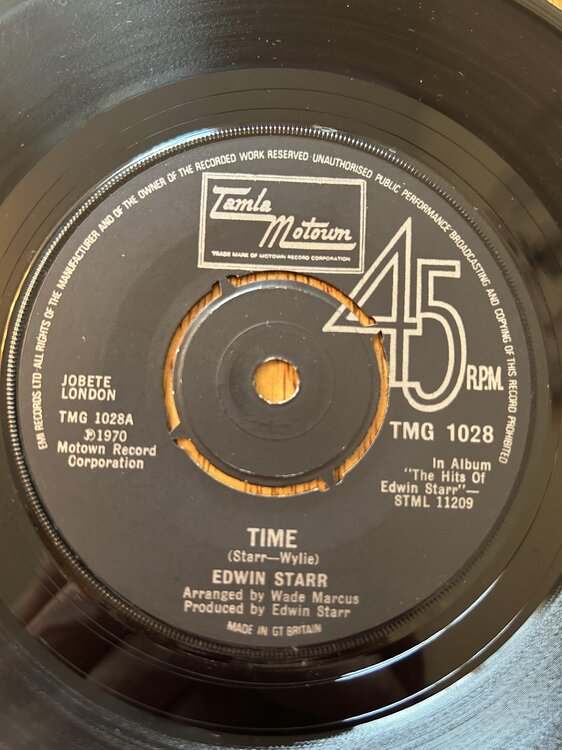 EMI RECORDS LTD·ALL RIGHTS OF THE MANUFACTURER AND OF THE OWNER OF THE RECORDED WORK RESERVED·UNAUTHORISED PUBLIC PERFORMANCE BROADCASTING AND COPYING OF THIS RECORD PROHIBITED
Tamla
Motown
TRADE MARK OF MOTOWN RECORD CORPORATION
45
R.P.M.
JOBETE
LONDON
TMG 1028A
℗1970
Motown Record
Corporation
TMG 1028
In Album
"The Hits Of
Edwin Starr"—
STML 11209
TIME
(Starr—Wylie)
EDWIN STARR
Arranged by Wade Marcus
Produced by Edwin Starr
MADE IN GT BRITAIN